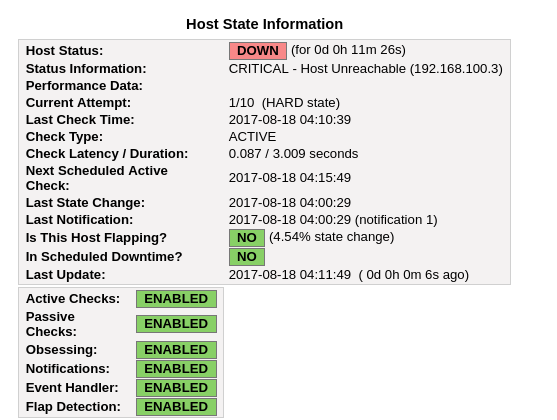 Host State Information
Host Status: DOWN (for 0d 0h 11m 26s)
Status Information: CRITICAL - Host Unreachable (192.168.100.3)
Performance Data:
Current Attempt: 1/10 (HARD state)
Last Check Time: 2017-08-18 04:10:39
Check Type: ACTIVE
Check Latency / Duration: 0.087 / 3.009 seconds
Next Scheduled Active
Check: 2017-08-18 04:15:49
Last State Change: 2017-08-18 04:00:29
Last Notification: 2017-08-18 04:00:29 (notification 1)
Is This Host Flapping? NO (4.54% state change)
In Scheduled Downtime? NO
Last Update: 2017-08-18 04:11:49 ( 0d 0h 0m 6s ago)
Active Checks: ENABLED
Passive
Checks: ENABLED
Obsessing: ENABLED
Notifications: ENABLED
Event Handler: ENABLED
Flap Detection: ENABLED